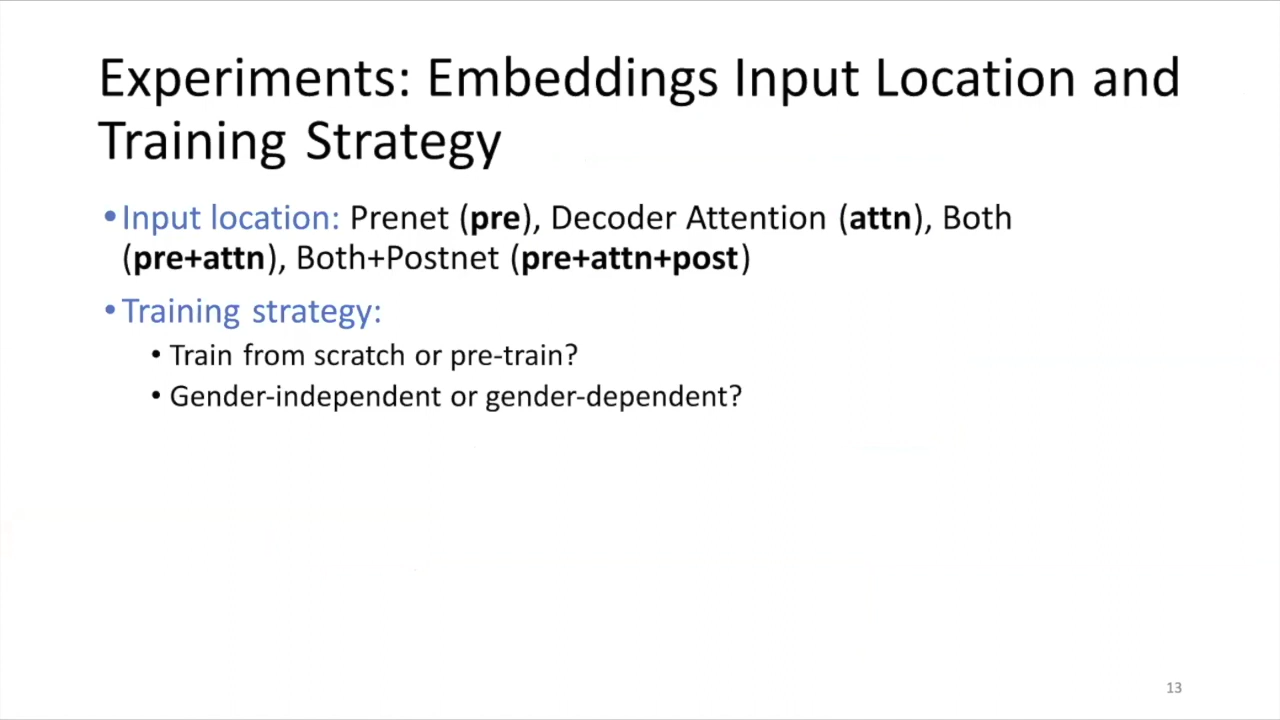 Experiments: Embeddings Input Location and
Training Strategy
•Input location: Prenet (pre), Decoder Attention (attn), Both
(pre+attn), Both+Postnet (pre+attn+post)
•Training strategy:
• Train from scratch or pre-train?
• Gender-independent or gender-dependent?
13